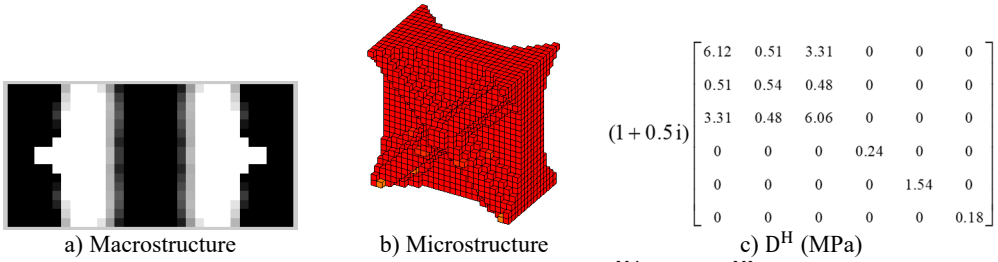 6.12 0.51 3.31 0 0 0
0.51 0.54 0.48 0 0 0
3.31 0.48 6.06 0 0 0
(1 + 0.5 i)
0 0 0 0.24 0 0
0 0 0 0 1.54 0
0 0 0 0 0 0.18
a) Macrostructure b) Microstructure c) D^H (MPa)